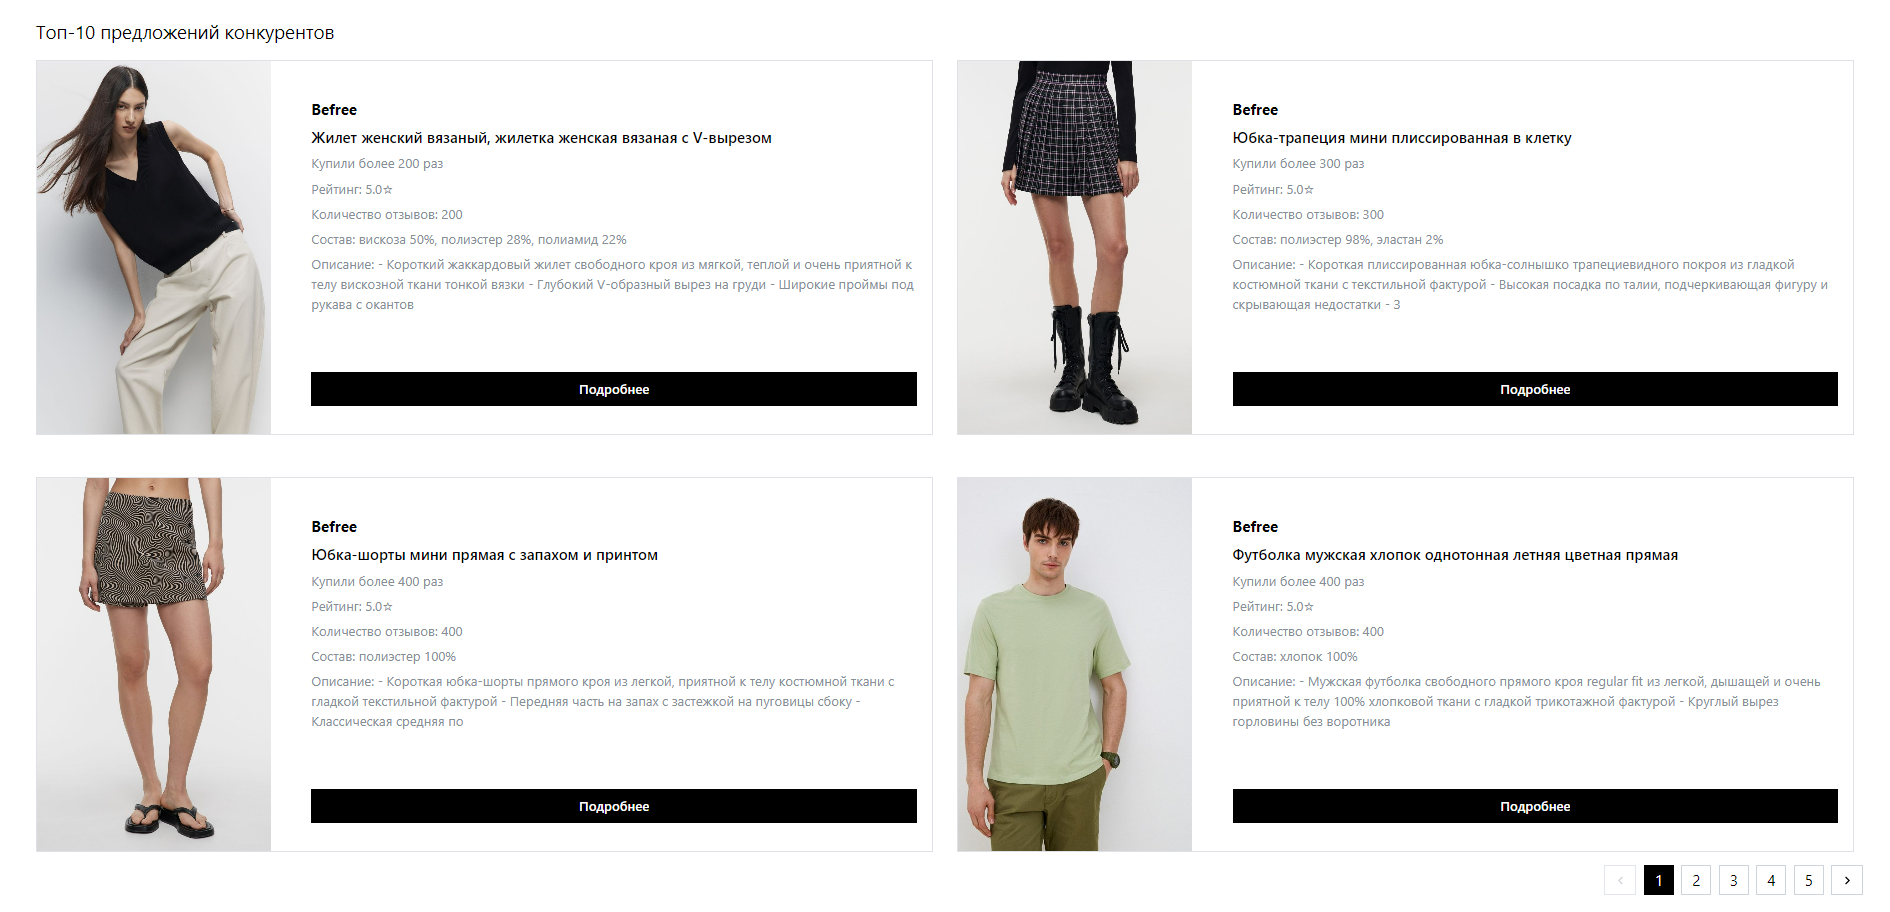 Топ-10 предложений конкурентов
Befree
Жилет женский вязаный, жилетка женская вязаная с V-вырезом
Купили более 200 раз
Рейтинг: 5.0☆
Количество отзывов: 200
Состав: вискоза 50%, полиэстер 28%, полиамид 22%
Описание: - Короткий жаккардовый жилет свободного кроя из мягкой, теплой и очень приятной к
телу вискозной ткани тонкой вязки - Глубокий V-образный вырез на груди - Широкие проймы под
рукава с окантов
Подробнее
Befree
Юбка-трапеция мини плиссированная в клетку
Купили более 300 раз
Рейтинг: 5.0☆
Количество отзывов: 300
Состав: полиэстер 98%, эластан 2%
Описание: - Короткая плиссированная юбка-солнышко трапециевидного покроя из гладкой
костюмной ткани с текстильной фактурой - Высокая посадка по талии, подчеркивающая фигуру и
скрывающая недостатки - З
Подробнее
Befree
Юбка-шорты мини прямая с запахом и принтом
Купили более 400 раз
Рейтинг: 5.0☆
Количество отзывов: 400
Состав: полиэстер 100%
Описание: - Короткая юбка-шорты прямого кроя из легкой, приятной к телу костюмной ткани с
гладкой текстильной фактурой - Передняя часть на запах с застежкой на пуговицы сбоку -
Классическая средняя по
Подробнее
Befree
Футболка мужская хлопок однотонная летняя цветная прямая
Купили более 400 раз
Рейтинг: 5.0☆
Количество отзывов: 400
Состав: хлопок 100%
Описание: - Мужская футболка свободного прямого кроя regular fit из легкой, дышащей и очень
приятной к телу 100% хлопковой ткани с гладкой трикотажной фактурой - Круглый вырез
горловины без воротника
Подробнее
‹ 1 2 3 4 5 ›